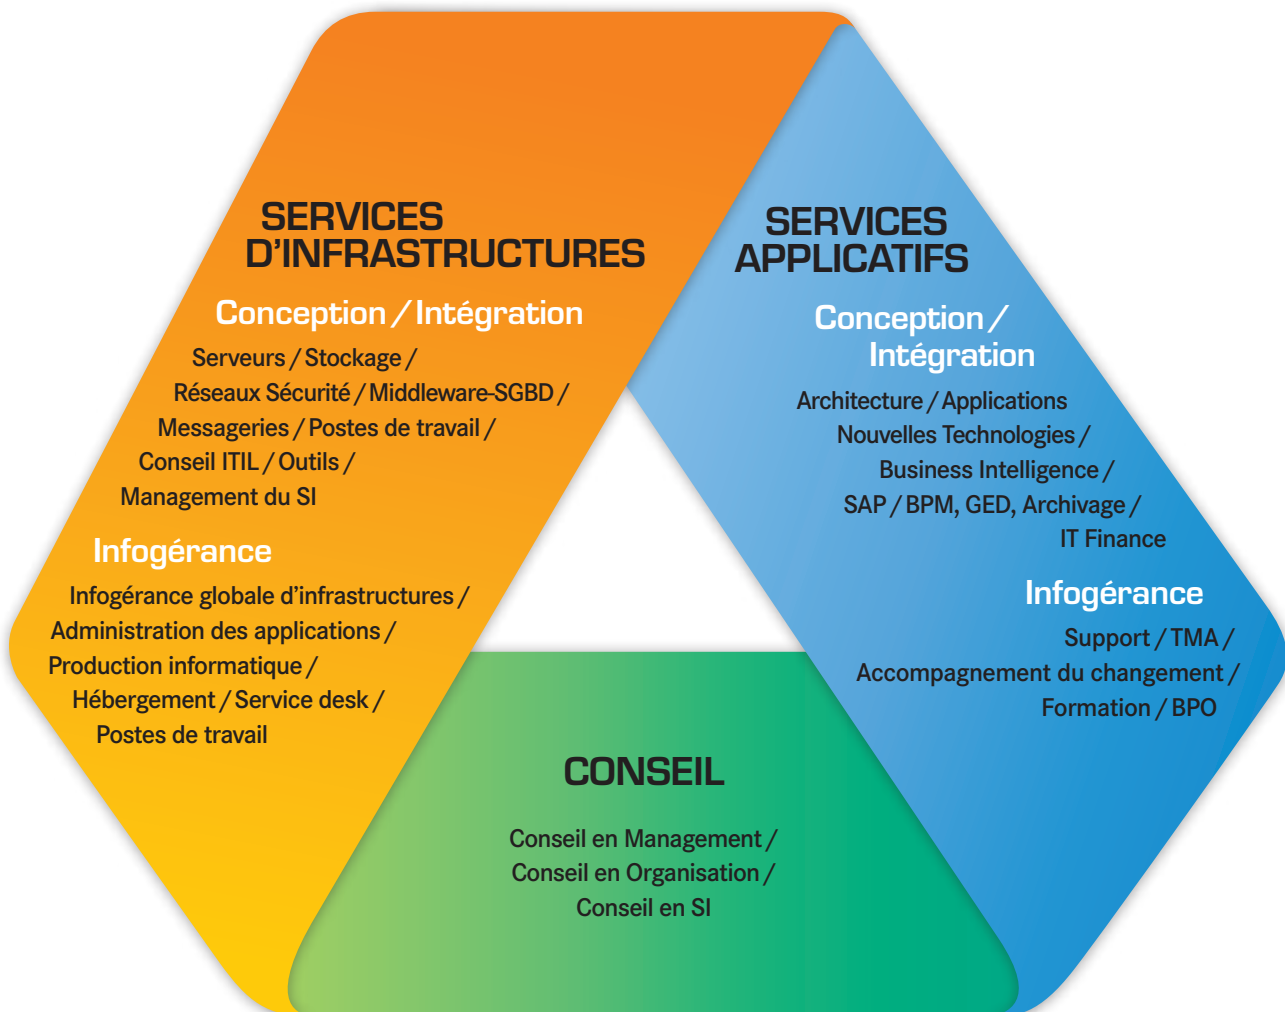 SERVICES
D'INFRASTRUCTURES
Conception / Intégration
Serveurs / Stockage /
Réseaux Sécurité / Middleware-SGBD /
Messageries / Postes de travail /
Conseil ITIL / Outils /
Management du SI
Infogérance
Infogérance globale d'infrastructures /
Administration des applications /
Production informatique /
Hébergement / Service desk /
Postes de travail
SERVICES
APPLICATIFS
Conception /
Intégration
Architecture / Applications
Nouvelles Technologies /
Business Intelligence /
SAP / BPM, GED, Archivage /
IT Finance
Infogérance
Support / TMA /
Accompagnement du changement /
Formation / BPO
CONSEIL
Conseil en Management /
Conseil en Organisation /
Conseil en SI